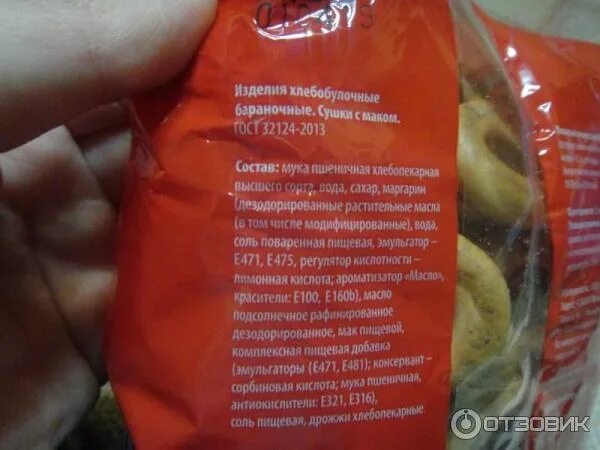 Изделия хлебобулочные
бараночные. Сушки с маком.
ГОСТ 32124-2013
Состав: мука пшеничная хлебопекарная
высшего сорта, вода, сахар, маргарин
(дезодорированные растительные масла
(в том числе модифицированные), вода,
соль поваренная пищевая, эмульгатор –
Е471, Е475, регулятор кислотности –
лимонная кислота; ароматизатор «Масло»,
красители: Е100, Е160b), масло
подсолнечное рафинированное
дезодорированное, мак пищевой,
комплексная пищевая добавка
(эмульгаторы (Е471, Е481); консервант –
сорбиновая кислота; мука пшеничная,
антиокислители: Е321, Е316),
соль пищевая, дрожжи хлебопекарные
ОТЗОВИК